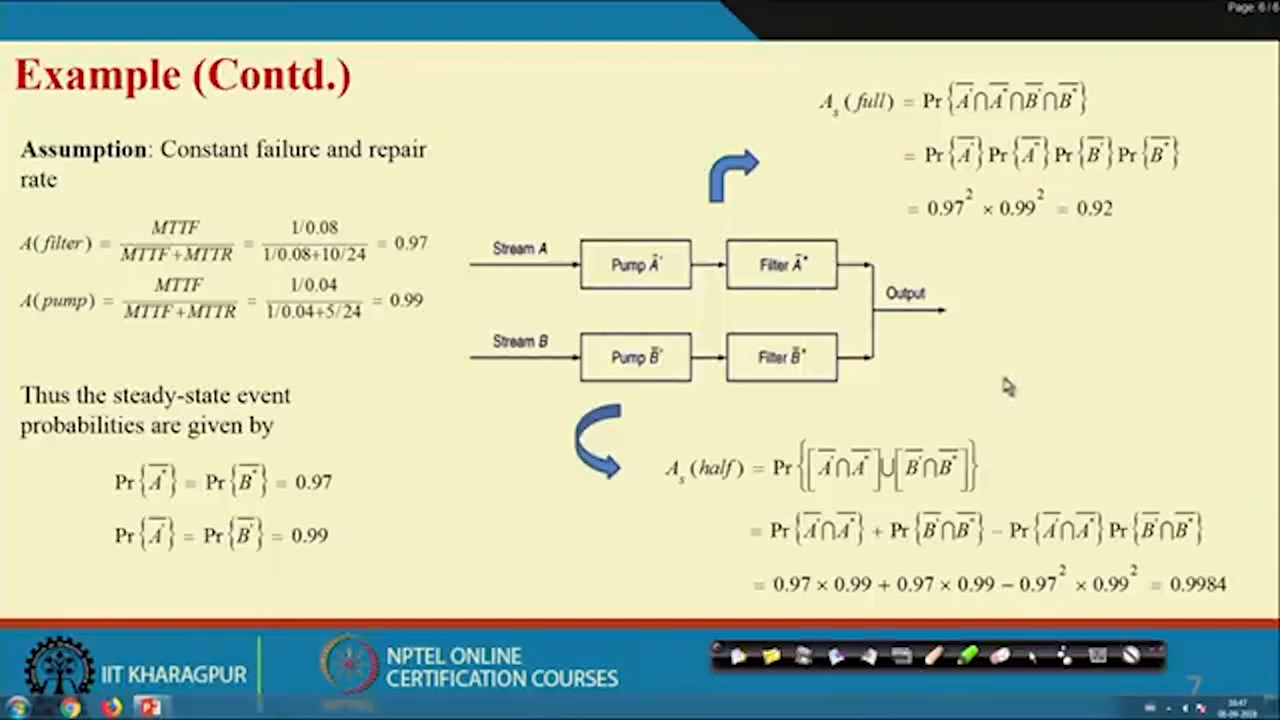 Page: 6 / 6
Example (Contd.)
Assumption: Constant failure and repair
rate
A(filter) = MTTF / MTTF+MTTR = 1/0.08 / 1/0.08+10/24 = 0.97
A(pump) = MTTF / MTTF+MTTR = 1/0.04 / 1/0.04+5/24 = 0.99
Thus the steady-state event
probabilities are given by
Pr{A̅"} = Pr{B̅"} = 0.97
Pr{A̅'} = Pr{B̅'} = 0.99
A_s (full) = Pr{A̅'∩A̅"∩B̅'∩B̅"}
= Pr{A̅'} Pr{A̅"} Pr{B̅'} Pr{B̅"}
= 0.97² × 0.99² = 0.92
Stream A
Pump A̅'
Filter A̅"
Output
Stream B
Pump B̅'
Filter B̅"
A_s (half) = Pr{[A̅'∩A̅"]∪[B̅'∩B̅"]}
= Pr{A̅'∩A̅"} + Pr{B̅'∩B̅"} − Pr{A̅'∩A̅"} Pr{B̅'∩B̅"}
= 0.97 × 0.99 + 0.97 × 0.99 − 0.97² × 0.99² = 0.9984
IIT KHARAGPUR
NPTEL ONLINE
CERTIFICATION COURSES
7